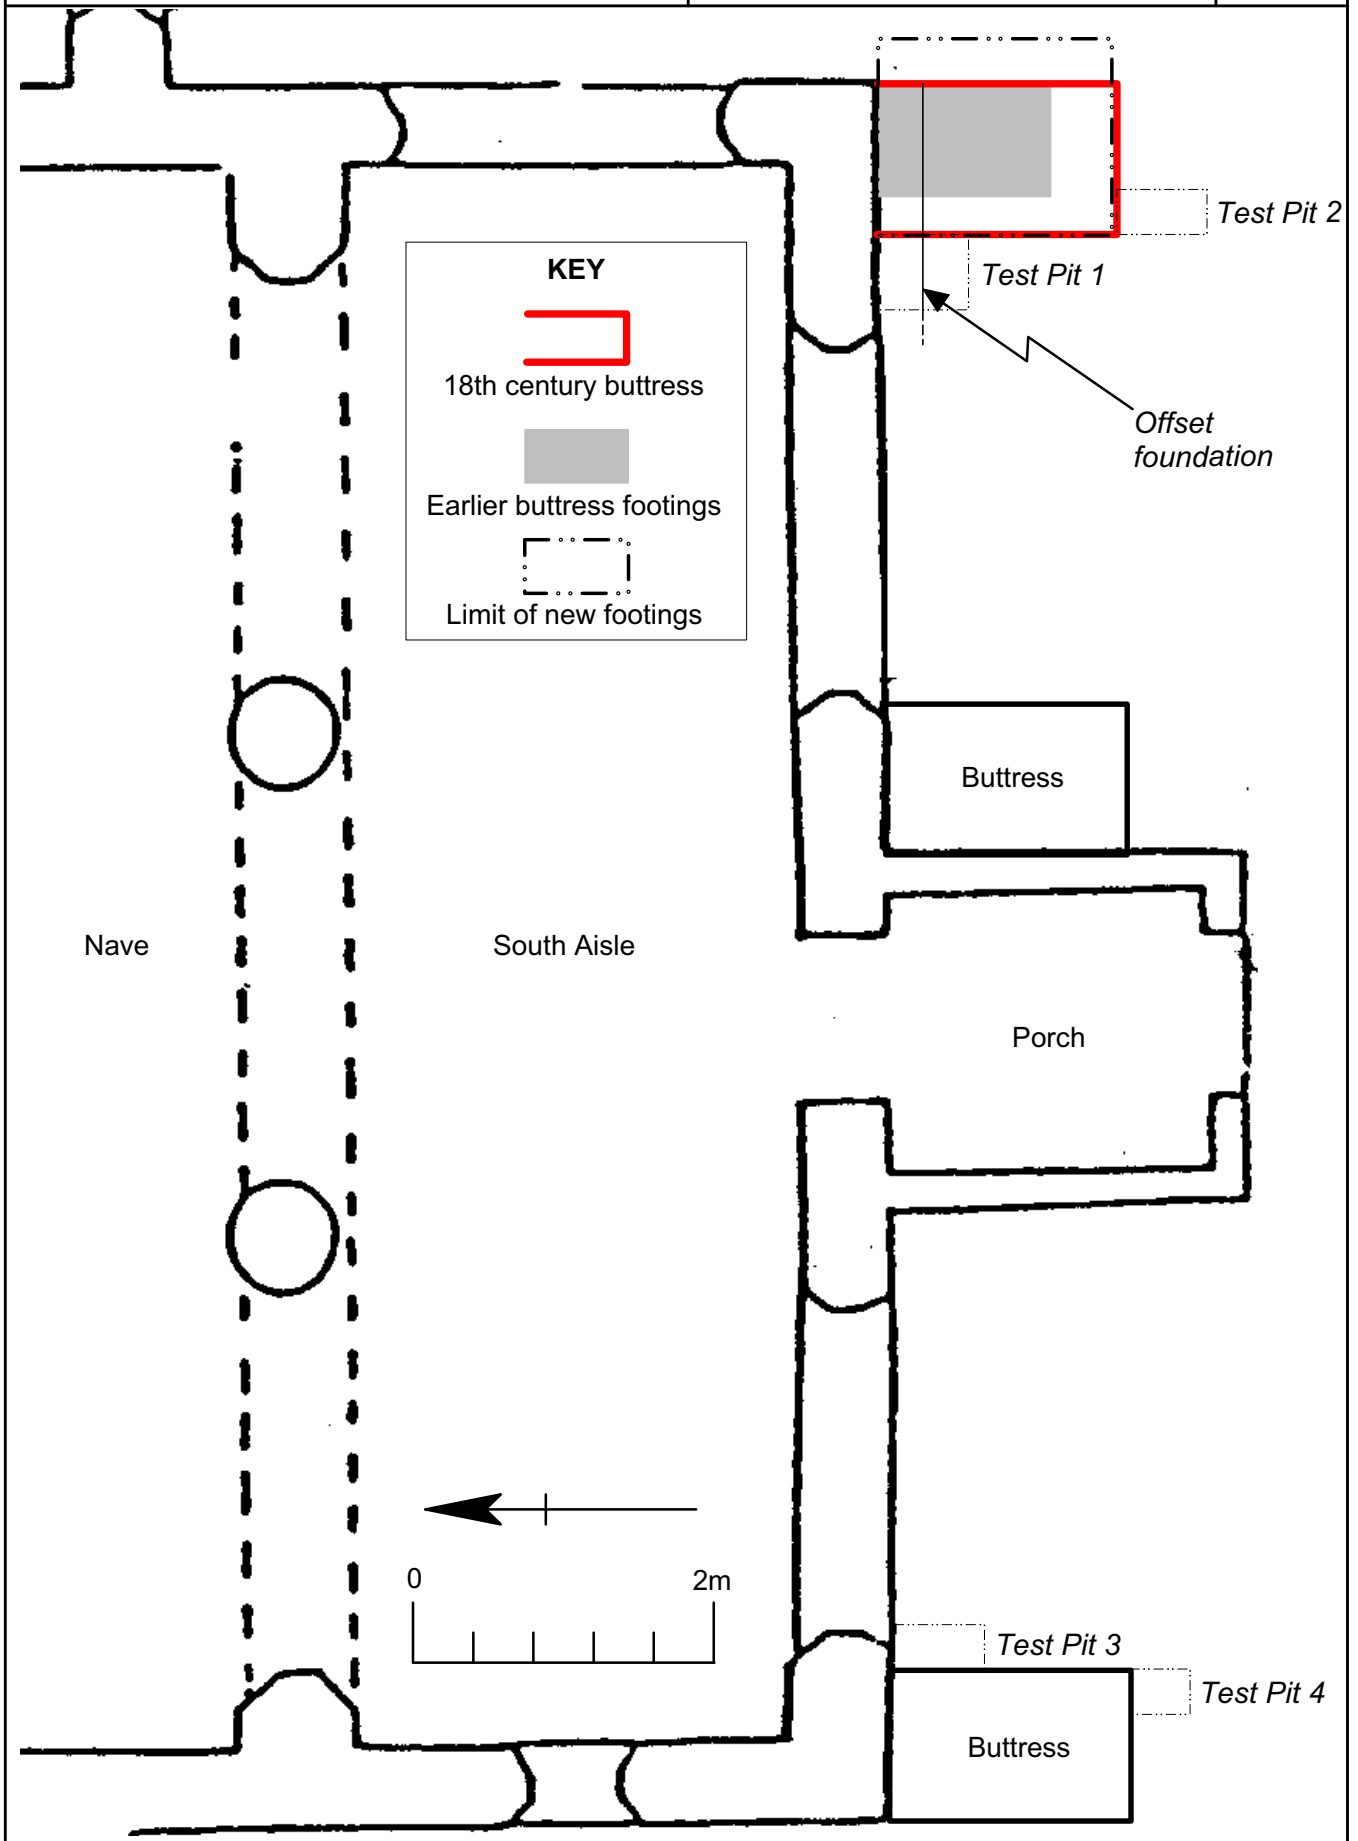 Test Pit 2
Test Pit 1
KEY
18th century buttress
Earlier buttress footings
Limit of new footings
Offset
foundation
Buttress
Nave
South Aisle
Porch
0
2m
Test Pit 3
Test Pit 4
Buttress